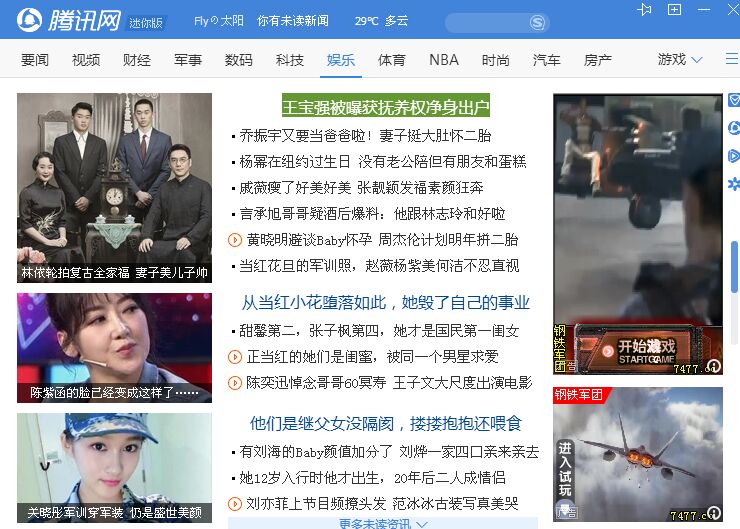 腾讯网 迷你版 Fly的太阳 你有未读新闻 29℃ 多云
要闻 视频 财经 军事 数码 科技 娱乐 体育 NBA 时尚 汽车 房产 游戏
林依轮拍复古全家福 妻子美儿子帅
陈紫函的脸已经变成这样了……
关晓彤军训穿军装 仍是盛世美颜
王宝强被曝获抚养权净身出户
乔振宇又要当爸爸啦！妻子挺大肚怀二胎
杨幂在纽约过生日 没有老公陪但有朋友和蛋糕
戚薇瘦了好美好美 张靓颖发福素颜狂奔
言承旭哥哥疑酒后爆料：他跟林志玲和好啦
黄晓明避谈Baby怀孕 周杰伦计划明年拼二胎
当红花旦的军训照，赵薇杨紫美何洁不忍直视
从当红小花堕落如此，她毁了自己的事业
甜馨第二，张子枫第四，她才是国民第一闺女
正当红的她们是闺蜜，被同一个男星求爱
陈奕迅悼念哥哥60冥寿 王子文大尺度出演电影
他们是继父女没隔阂，搂搂抱抱还喂食
有刘海的Baby颜值加分了 刘烨一家四口亲来亲去
她12岁入行时他才出生，20年后二人成情侣
刘亦菲上节目频撩头发 范冰冰古装写真美哭
更多未读资讯
钢铁军团
广告
开始游戏
STARTGAME
7477.com
钢铁军团
进入试玩
广告
7477.com